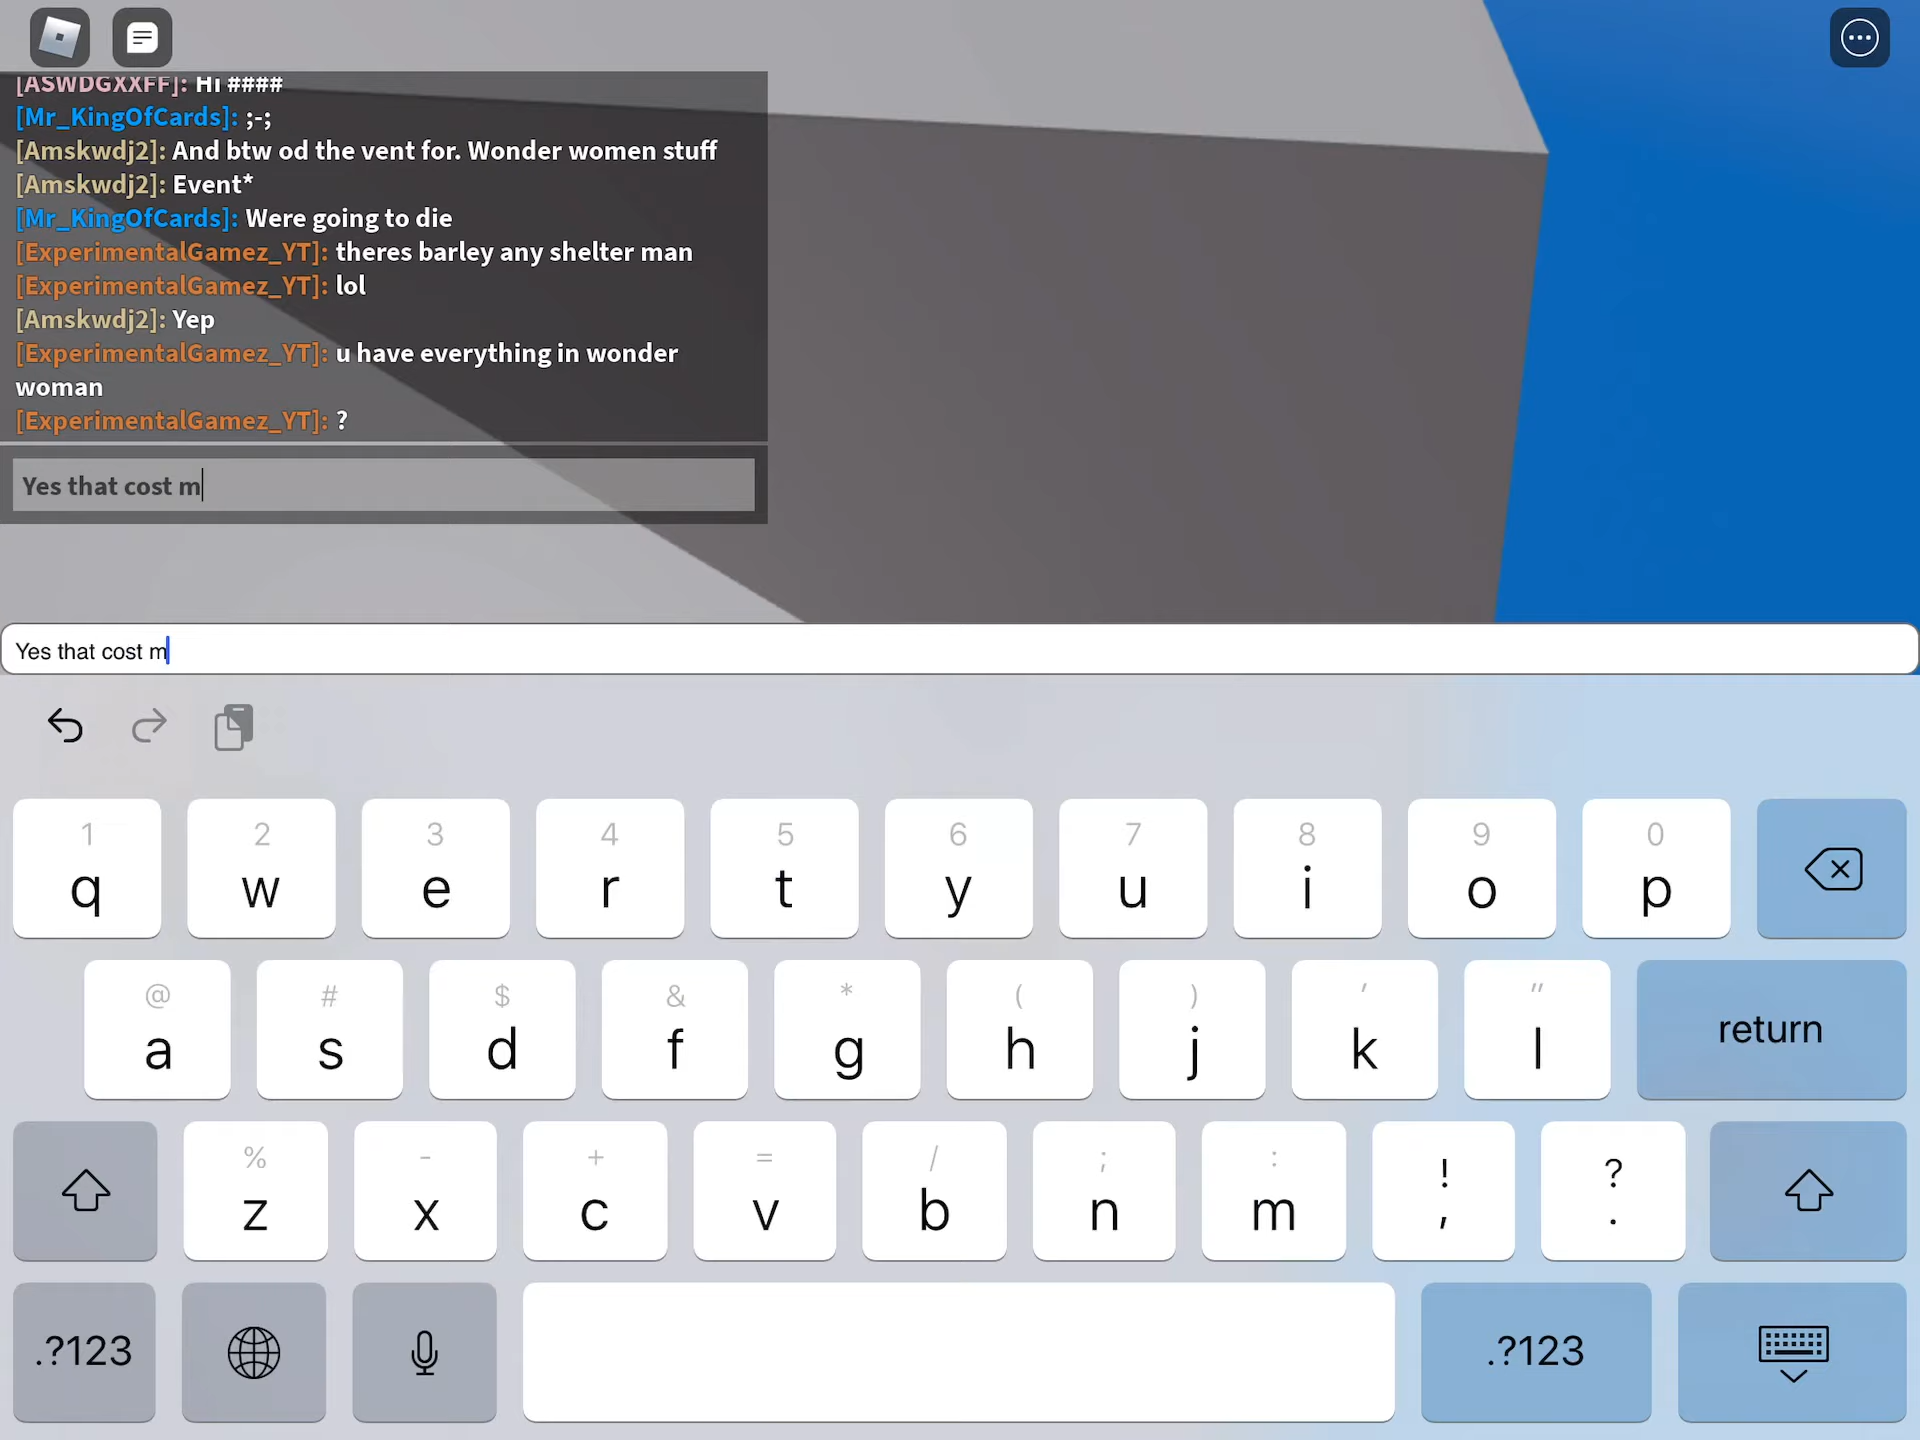 [ASWDGXXFF]: Hi ####
[Mr_KingOfCards]: ;-;
[Amskwdj2]: And btw od the vent for. Wonder women stuff
[Amskwdj2]: Event*
[Mr_KingOfCards]: Were going to die
[ExperimentalGamez_YT]: theres barley any shelter man
[ExperimentalGamez_YT]: lol
[Amskwdj2]: Yep
[ExperimentalGamez_YT]: u have everything in wonder
woman
[ExperimentalGamez_YT]: ?
Yes that cost m
Yes that cost m
1 2 3 4 5 6 7 8 9 0
q w e r t y u i o p
@ # $ & * ( ) ' "
a s d f g h j k l return
% - + = / ; : ! ?
z x c v b n m , .
.?123 .?123